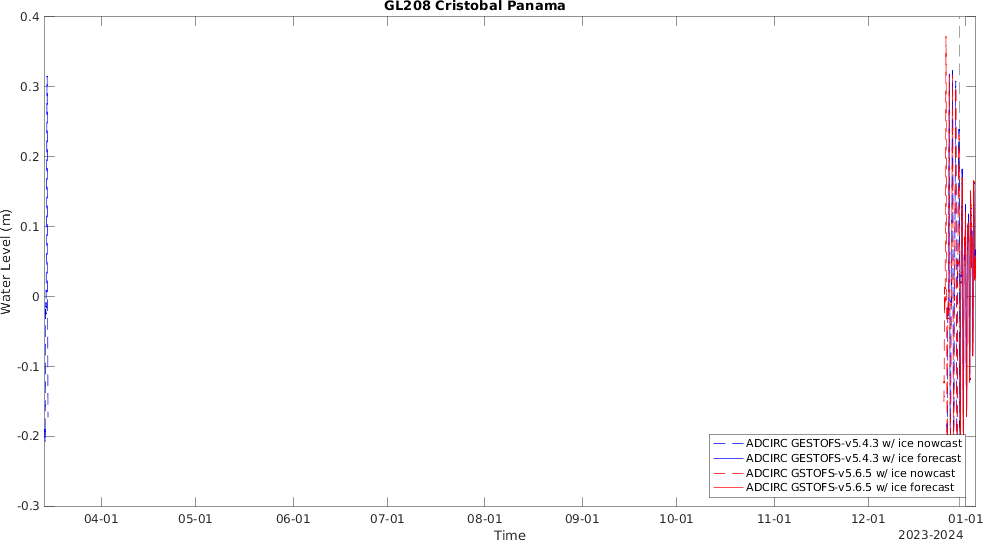 GL208 Cristobal Panama
0.4
0.3
0.2
0.1
0
-0.1
-0.2
-0.3
Water Level (m)
ADCIRC GESTOFS-v5.4.3 w/ ice nowcast
ADCIRC GESTOFS-v5.4.3 w/ ice forecast
ADCIRC GSTOFS-v5.6.5 w/ ice nowcast
ADCIRC GSTOFS-v5.6.5 w/ ice forecast
04-01 05-01 06-01 07-01 08-01 09-01 10-01 11-01 12-01 01-01
Time
2023-2024